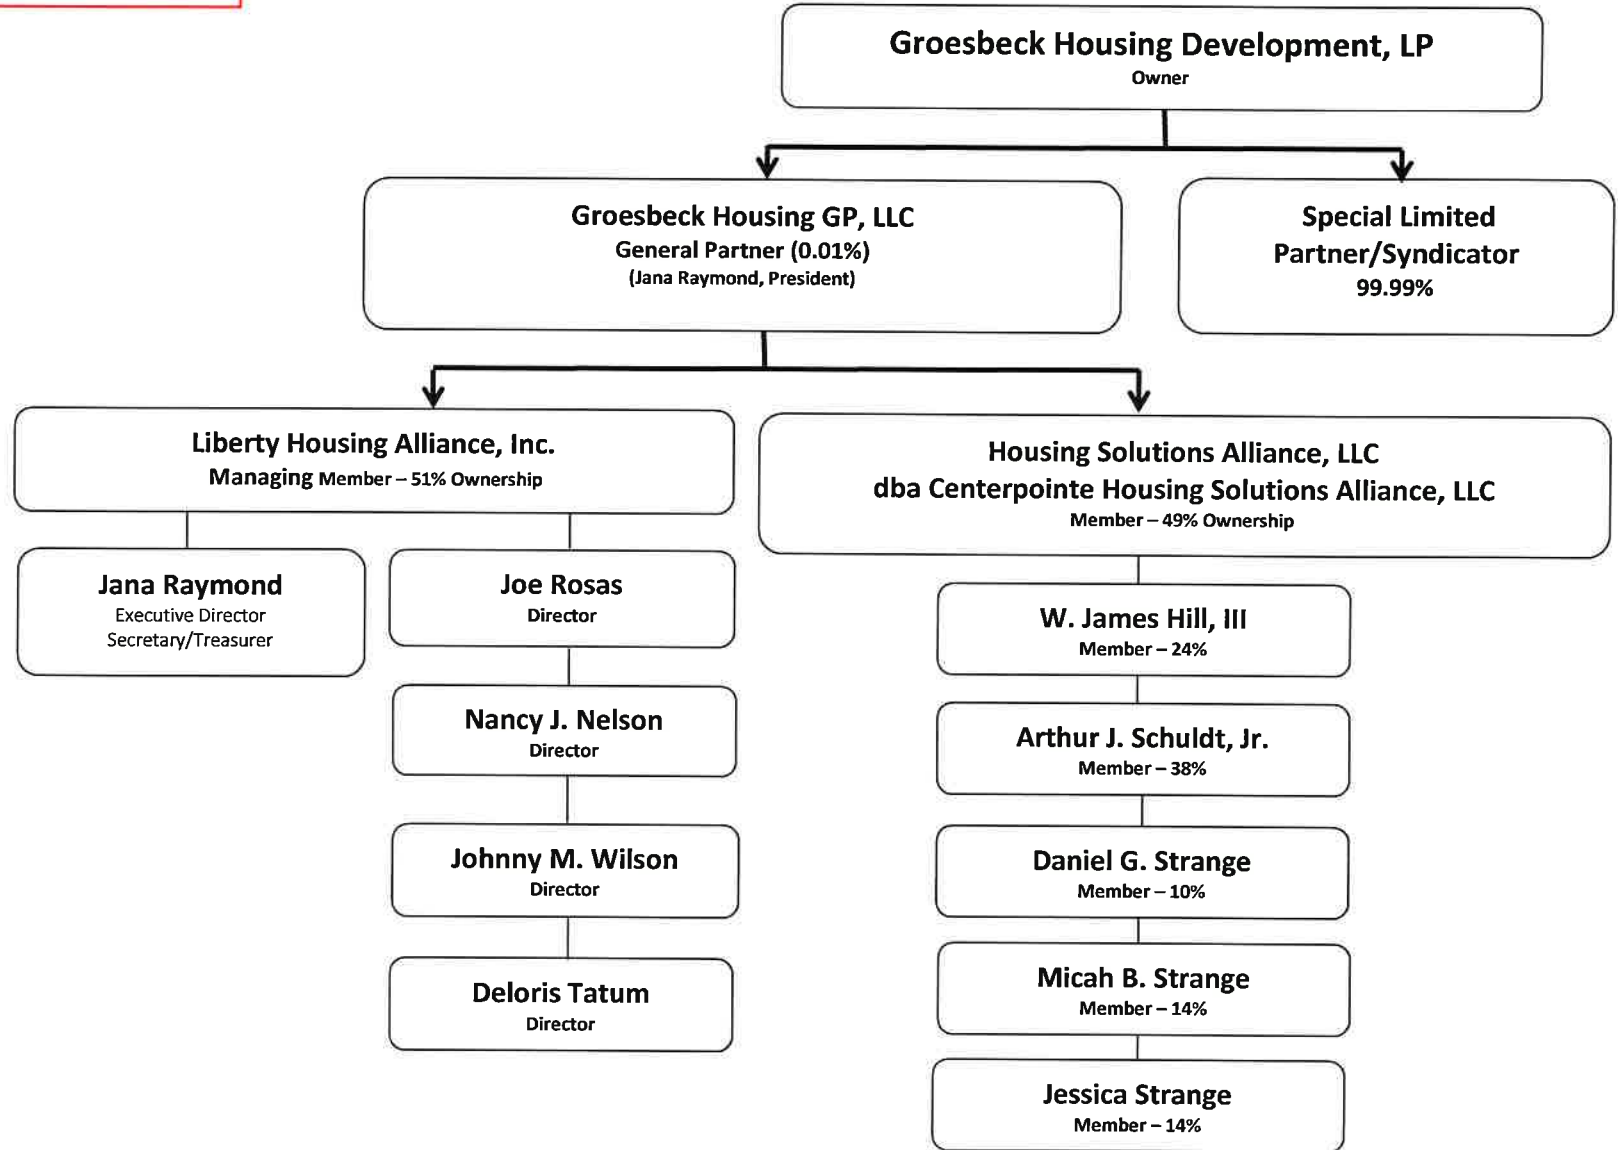 Groesbeck Housing Development, LP
Owner
Groesbeck Housing GP, LLC
General Partner (0.01%)
(Jana Raymond, President)
Special Limited
Partner/Syndicator
99.99%
Liberty Housing Alliance, Inc.
Managing Member – 51% Ownership
Housing Solutions Alliance, LLC
dba Centerpointe Housing Solutions Alliance, LLC
Member – 49% Ownership
Jana Raymond
Executive Director
Secretary/Treasurer
Joe Rosas
Director
Nancy J. Nelson
Director
Johnny M. Wilson
Director
Deloris Tatum
Director
W. James Hill, III
Member – 24%
Arthur J. Schuldt, Jr.
Member – 38%
Daniel G. Strange
Member – 10%
Micah B. Strange
Member – 14%
Jessica Strange
Member – 14%